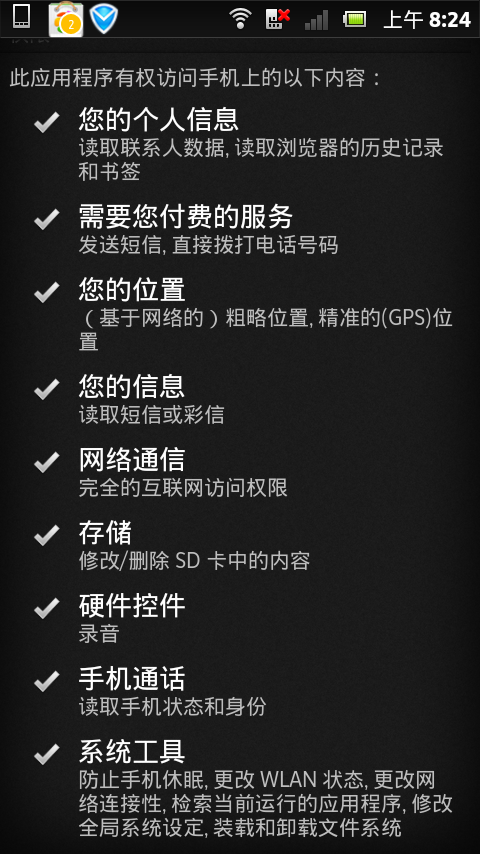 2
上午 8:24
此应用程序有权访问手机上的以下内容：
您的个人信息
读取联系人数据, 读取浏览器的历史记录
和书签
需要您付费的服务
发送短信, 直接拨打电话号码
您的位置
（基于网络的）粗略位置, 精准的(GPS)位
置
您的信息
读取短信或彩信
网络通信
完全的互联网访问权限
存储
修改/删除 SD 卡中的内容
硬件控件
录音
手机通话
读取手机状态和身份
系统工具
防止手机休眠, 更改 WLAN 状态, 更改网
络连接性, 检索当前运行的应用程序, 修改
全局系统设定, 装载和卸载文件系统